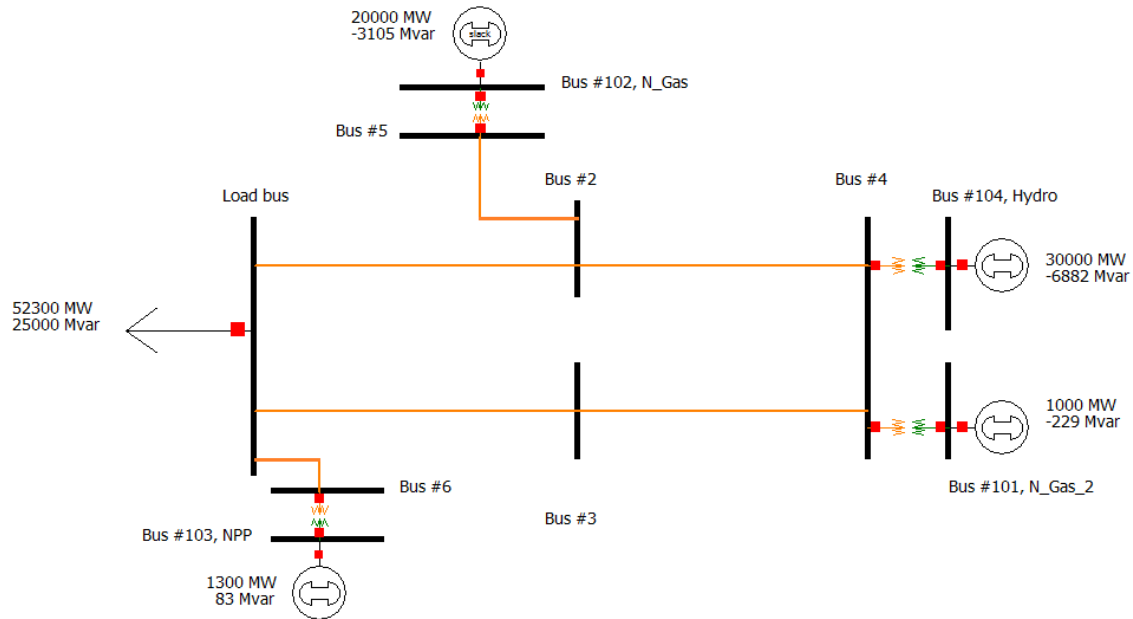 20000 MW
-3105 Mvar
slack
Bus #102, N_Gas
Bus #5
Bus #2
Bus #4
Load bus
Bus #104, Hydro
30000 MW
-6882 Mvar
52300 MW
25000 Mvar
1000 MW
-229 Mvar
Bus #6
Bus #101, N_Gas_2
Bus #3
Bus #103, NPP
1300 MW
83 Mvar